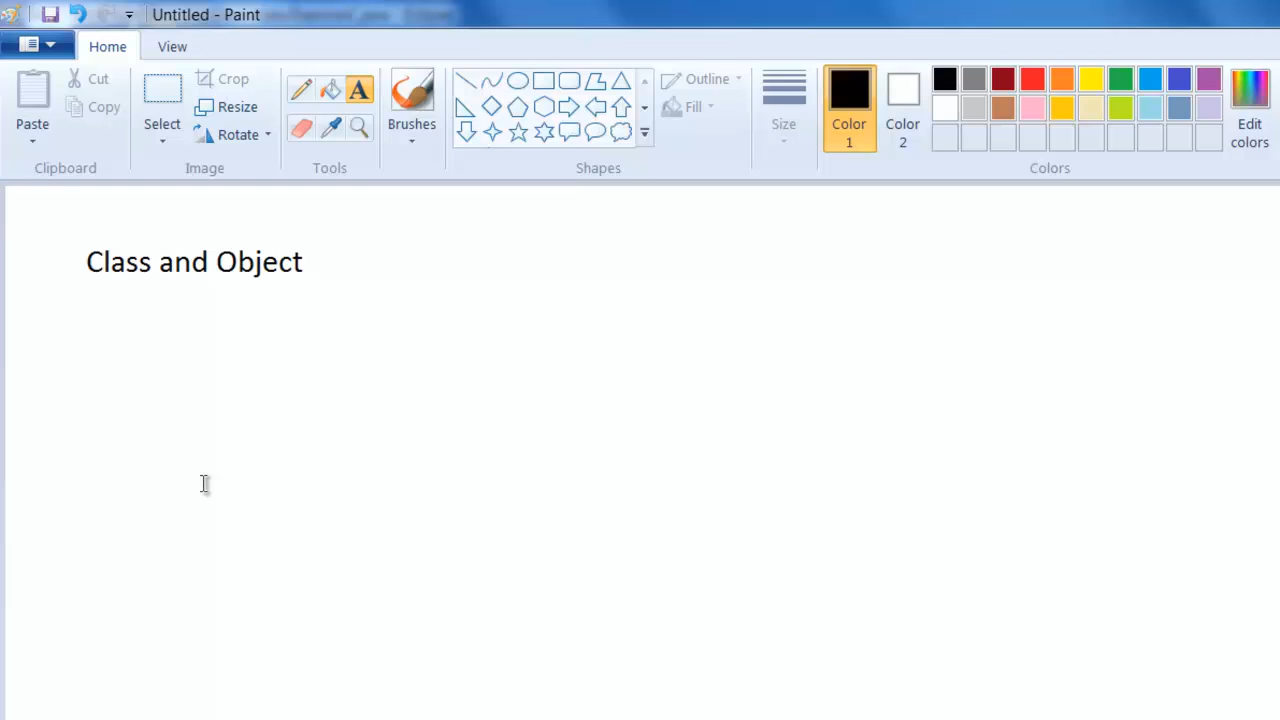 Untitled - Paint
Home View
Paste
Cut
Copy
Clipboard
Select
Crop
Resize
Rotate
Image
A
Tools
Brushes
Shapes
Outline
Fill
Size
Color 1
Color 2
Edit colors
Colors
Class and Object